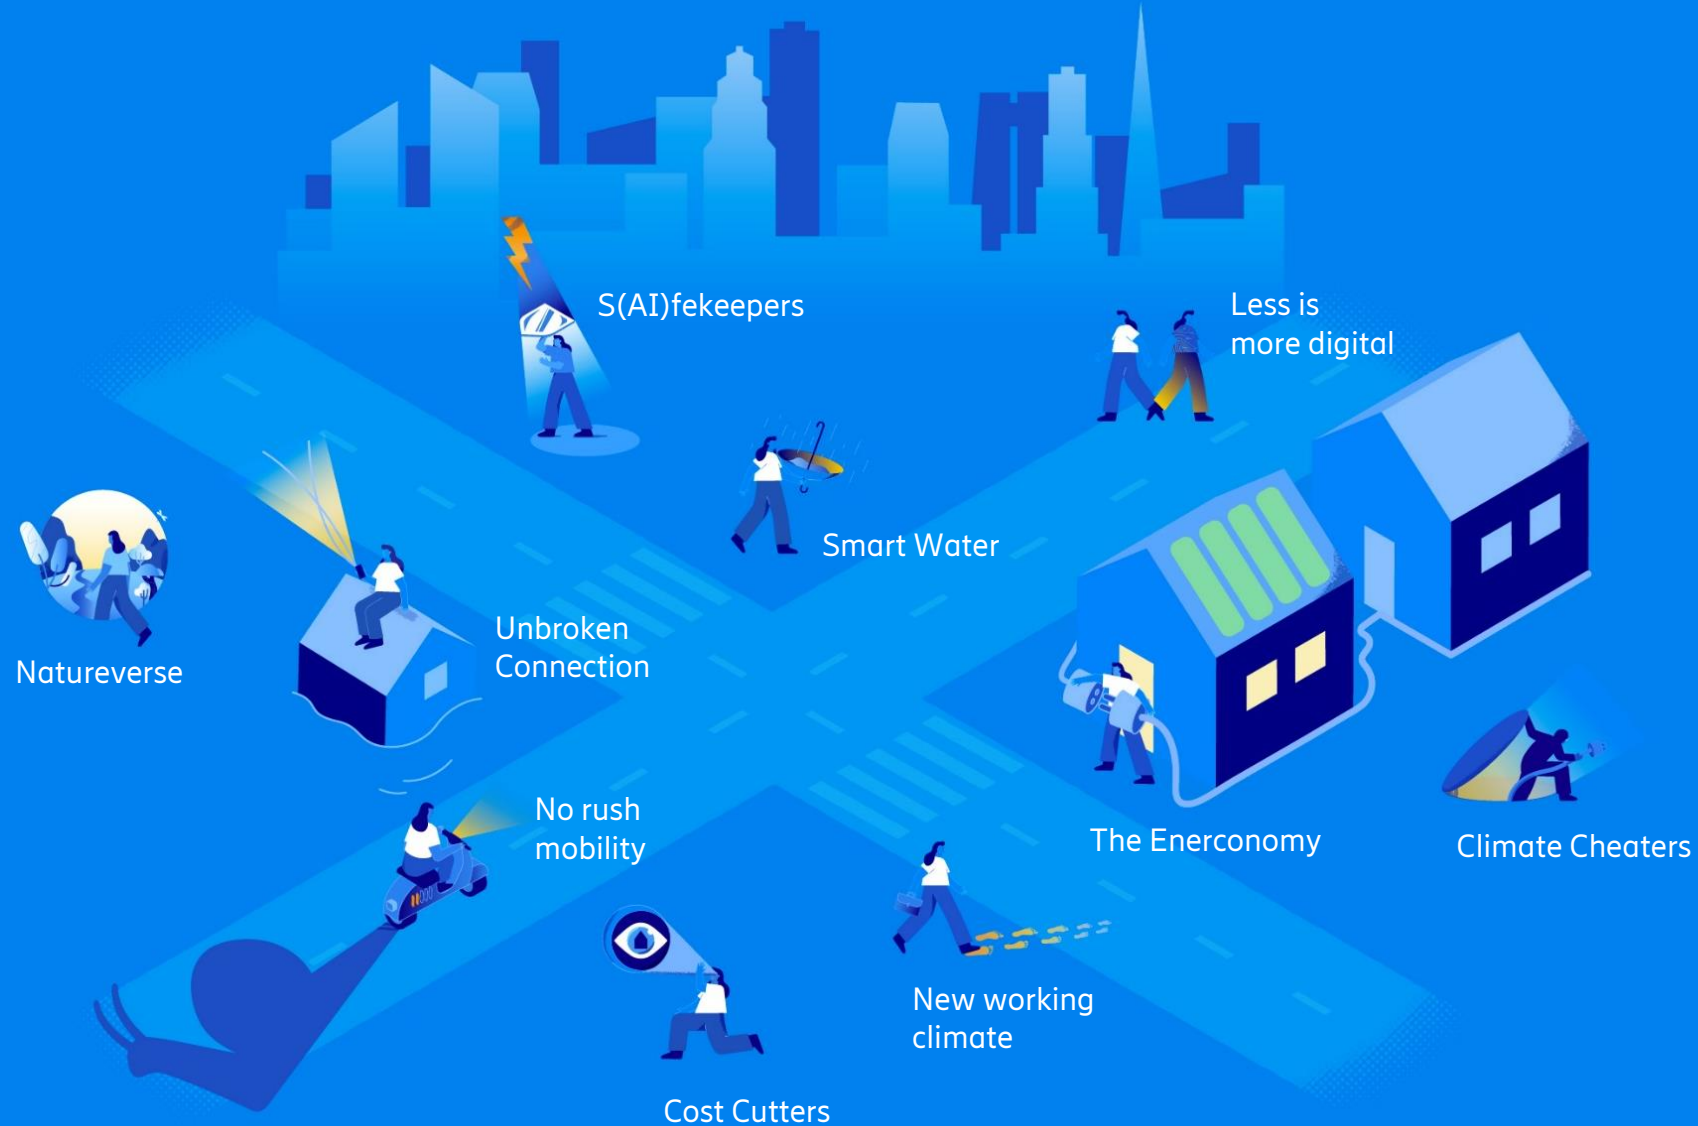 S(AI)fekeepers
Less is
more digital
Smart Water
Unbroken
Connection
Natureverse
No rush
mobility
The Enerconomy
Climate Cheaters
New working
climate
Cost Cutters